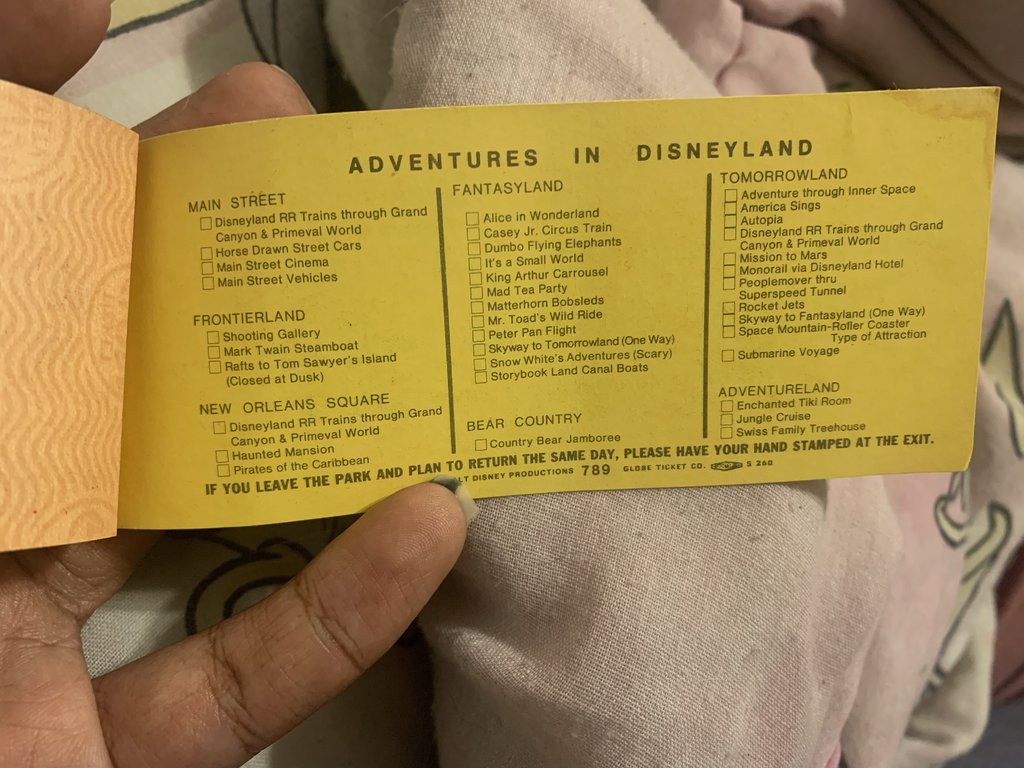 ADVENTURES IN DISNEYLAND
MAIN STREET
Disneyland RR Trains through Grand
Canyon & Primeval World
Horse Drawn Street Cars
Main Street Cinema
Main Street Vehicles
FRONTIERLAND
Shooting Gallery
Mark Twain Steamboat
Rafts to Tom Sawyer's Island
(Closed at Dusk)
NEW ORLEANS SQUARE
Disneyland RR Trains through Grand
Canyon & Primeval World
Haunted Mansion
Pirates of the Caribbean
FANTASYLAND
Alice in Wonderland
Casey Jr. Circus Train
Dumbo Flying Elephants
It's a Small World
King Arthur Carrousel
Mad Tea Party
Matterhorn Bobsleds
Mr. Toad's Wild Ride
Peter Pan Flight
Skyway to Tomorrowland (One Way)
Snow White's Adventures (Scary)
Storybook Land Canal Boats
BEAR COUNTRY
Country Bear Jamboree
TOMORROWLAND
Adventure through Inner Space
America Sings
Autopia
Disneyland RR Trains through Grand
Canyon & Primeval World
Mission to Mars
Monorail via Disneyland Hotel
Peoplemover thru
Superspeed Tunnel
Rocket Jets
Skyway to Fantasyland (One Way)
Space Mountain-Roller Coaster
Type of Attraction
Submarine Voyage
ADVENTURELAND
Enchanted Tiki Room
Jungle Cruise
Swiss Family Treehouse
IF YOU LEAVE THE PARK AND PLAN TO RETURN THE SAME DAY, PLEASE HAVE YOUR HAND STAMPED AT THE EXIT.
LT DISNEY PRODUCTIONS 789 GLOBE TICKET CO. S 260